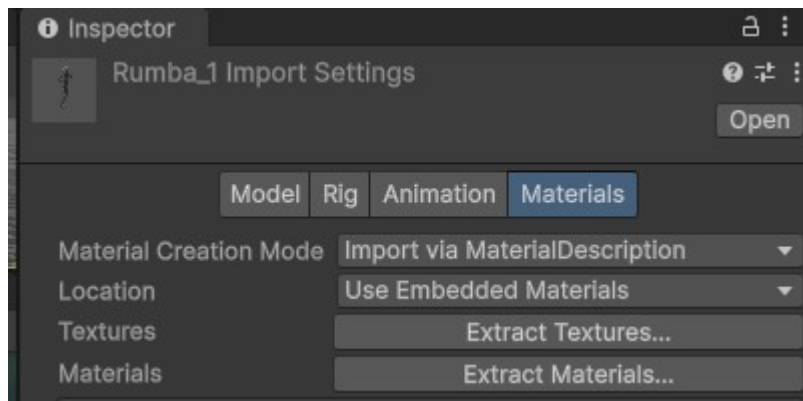 Inspector
Rumba_1 Import Settings
Open
Model Rig Animation Materials
Material Creation Mode Import via MaterialDescription
Location Use Embedded Materials
Textures Extract Textures...
Materials Extract Materials...